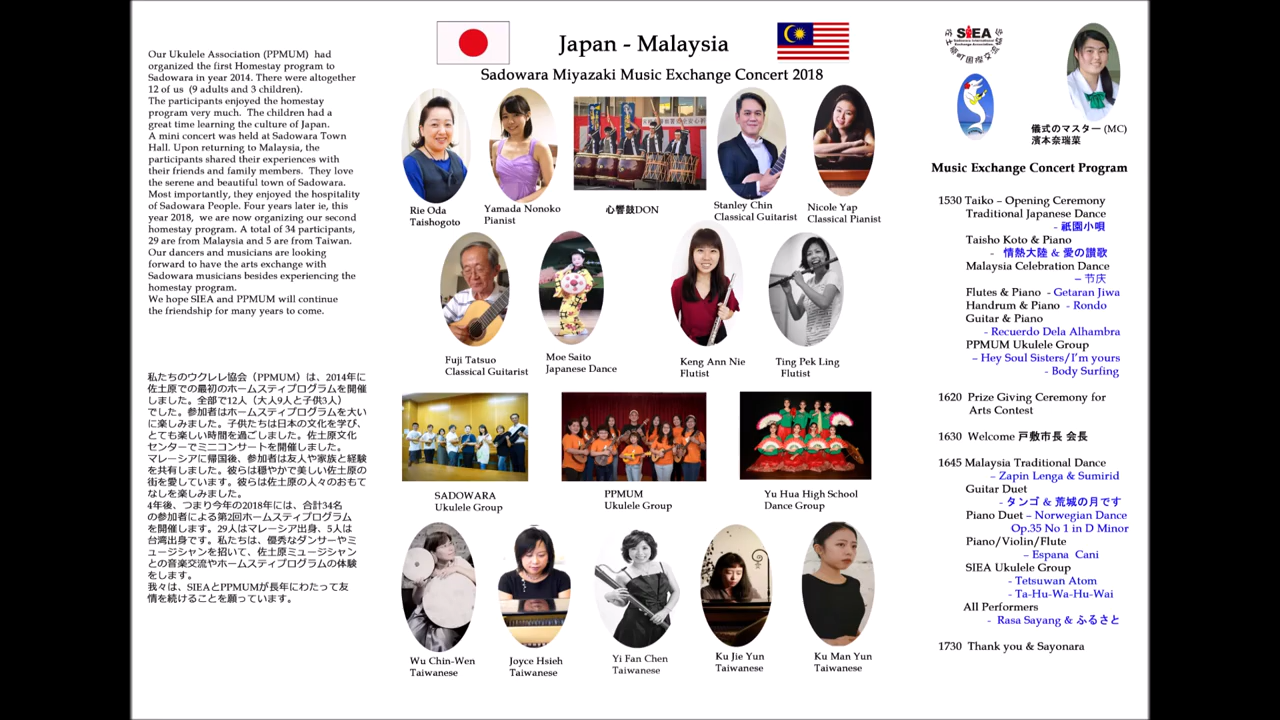 Our Ukulele Association (PPMUM) had
organized the first Homestay program to
Sadowara in year 2014. There were altogether
12 of us (9 adults and 3 children).
The participants enjoyed the homestay
program very much. The children had a
great time learning the culture of Japan.
A mini concert was held at Sadowara Town
Hall. Upon returning to Malaysia, the
participants shared their experiences with
their friends and family members. They love
the serene and beautiful town of Sadowara.
Most importantly, they enjoyed the hospitality
of Sadowara People. Four years later ie, this
year 2018, we are now organizing our second
homestay program. A total of 34 participants,
29 are from Malaysia and 5 are from Taiwan.
Our dancers and musicians are looking
forward to have the arts exchange with
Sadowara musicians besides experiencing the
homestay program.
We hope SIEA and PPMUM will continue
the friendship for many years to come.
私たちのウクレレ協会（PPMUM）は、2014年に
佐土原での最初のホームスティプログラムを開催
しました。全部で12人（大人9人と子供3人）
でした。参加者はホームスティプログラムを大い
に楽しみました。子供たちは日本の文化を学び、
とても楽しい時間を過ごしました。佐土原文化
センターでミニコンサートを開催しました。
マレーシアに帰国後、参加者は友人や家族と経験
を共有しました。彼らは穏やかで美しい佐土原の
街を愛しています。彼らは佐土原の人々のおもて
なしを楽しみました。
4年後、つまり今年の2018年には、合計34名
の参加者による第2回ホームスティプログラム
を開催します。29人はマレーシア出身、5人は
台湾出身です。私たちは、優秀なダンサーやミ
ュージシャンを招いて、佐土原ミュージシャン
との音楽交流やホームスティプログラムの体験
をします。
我々は、SIEAとPPMUMが長年にわたって友
情を続けることを願っています。
Japan - Malaysia
Sadowara Miyazaki Music Exchange Concert 2018
Rie Oda
Taishogoto
Yamada Nonoko
Pianist
心響鼓DON
Stanley Chin
Classical Guitarist
Nicole Yap
Classical Pianist
Fuji Tatsuo
Classical Guitarist
Moe Saito
Japanese Dance
Keng Ann Nie
Flutist
Ting Pek Ling
Flutist
SADOWARA
Ukulele Group
PPMUM
Ukulele Group
Yu Hua High School
Dance Group
Wu Chin-Wen
Taiwanese
Joyce Hsieh
Taiwanese
Yi Fan Chen
Taiwanese
Ku Jie Yun
Taiwanese
Ku Man Yun
Taiwanese
SIEA
Sadowara International
Exchange Association
佐土原町国際交流協会
儀式のマスター (MC)
濱本奈瑞菜
Music Exchange Concert Program
1530 Taiko – Opening Ceremony
Traditional Japanese Dance
- 祇園小唄
Taisho Koto & Piano
- 情熱大陸 & 愛の讃歌
Malaysia Celebration Dance
– 节庆
Flutes & Piano - Getaran Jiwa
Handrum & Piano - Rondo
Guitar & Piano
- Recuerdo Dela Alhambra
PPMUM Ukulele Group
– Hey Soul Sisters/I'm yours
- Body Surfing
1620 Prize Giving Ceremony for
Arts Contest
1630 Welcome 戸敷市長 会長
1645 Malaysia Traditional Dance
– Zapin Lenga & Sumirid
Guitar Duet
- タンゴ & 荒城の月です
Piano Duet – Norwegian Dance
Op.35 No 1 in D Minor
Piano/Violin/Flute
– Espana Cani
SIEA Ukulele Group
- Tetsuwan Atom
- Ta-Hu-Wa-Hu-Wai
All Performers
- Rasa Sayang & ふるさと
1730 Thank you & Sayonara